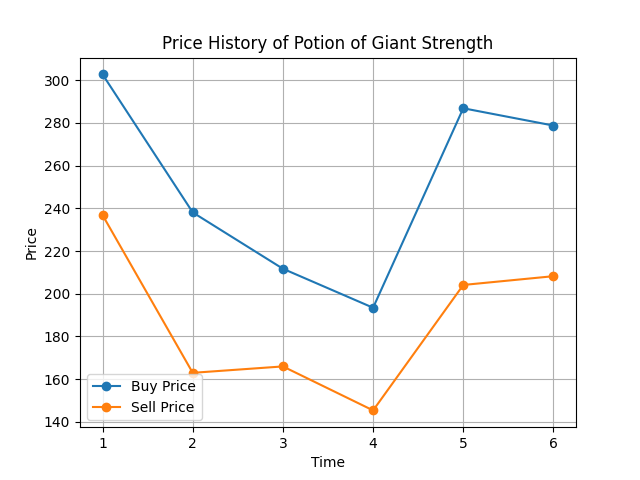 Price History of Potion of Giant Strength
Price
300
280
260
240
220
200
180
160
140
Buy Price
Sell Price
1 2 3 4 5 6
Time